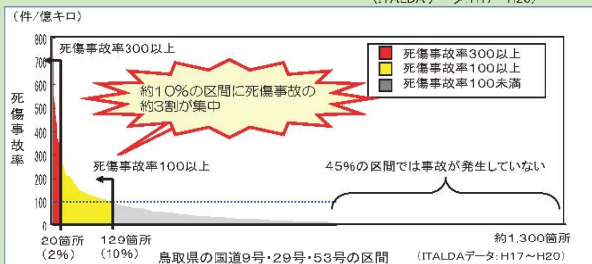 (ITALDAデータ:H17～H20)
(件/億キロ)
800
700
600
500
400
300
200
100
0
死傷事故率
死傷事故率300以上
約10%の区間に死傷事故の
約3割が集中
死傷事故率300以上
死傷事故率100以上
死傷事故率100未満
死傷事故率100以上
45%の区間では事故が発生していない
20箇所
(2%)
129箇所
(10%)
約1,300箇所
鳥取県の国道9号・29号・53号の区間
(ITALDAデータ:H17～H20)